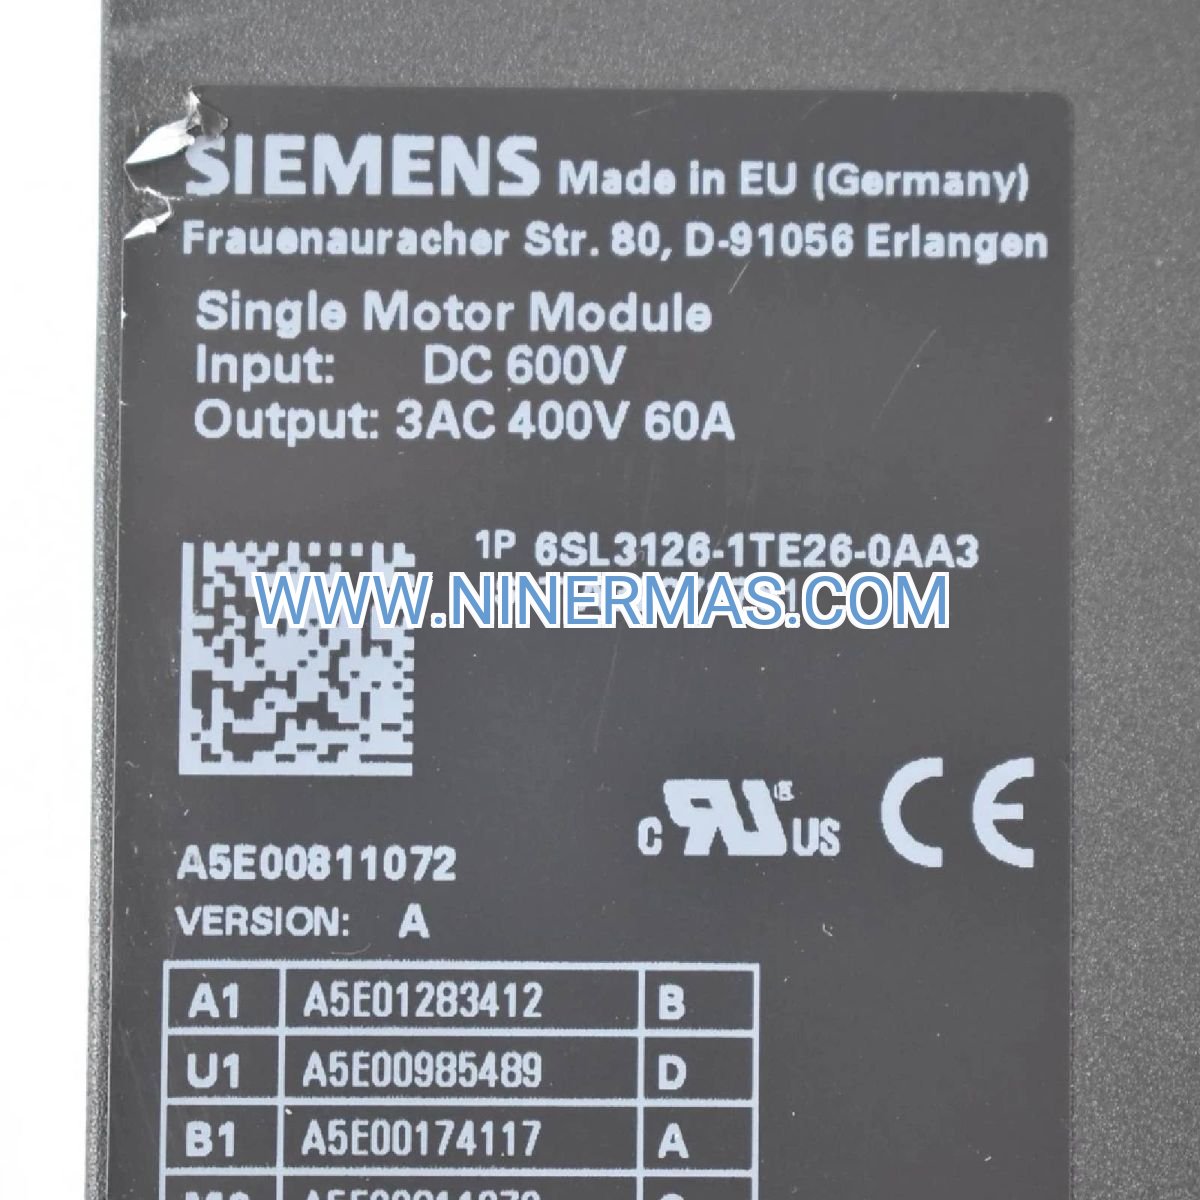 SIEMENS Made in EU (Germany)
Frauenauracher Str. 80, D-91056 Erlangen
Single Motor Module
Input: DC 600V
Output: 3AC 400V 60A
1P 6SL3126-1TE26-0AA3
WWW.NINERMAS.COM
C UR US CE
A5E00811072
VERSION: A
A1 A5E01283412 B
U1 A5E00985489 D
B1 A5E00174117 A